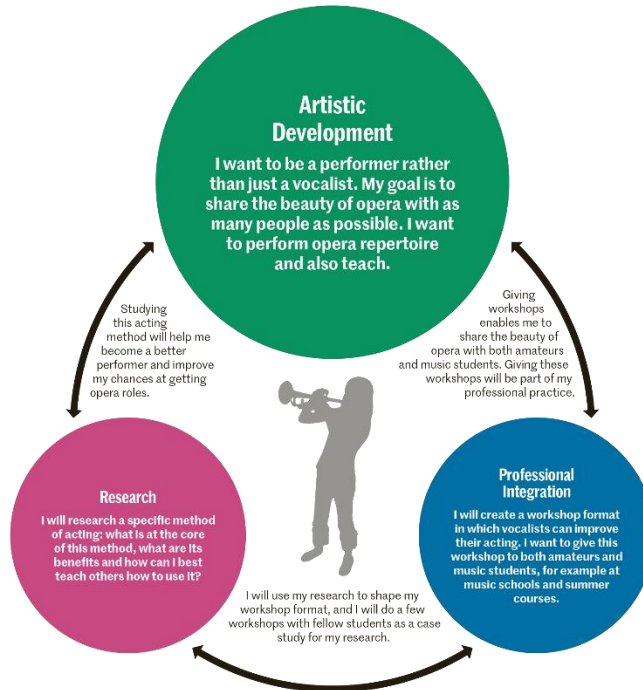 Artistic
Development
I want to be a performer rather
than just a vocalist. My goal is to
share the beauty of opera with as
many people as possible. I want
to perform opera repertoire
and also teach.
Studying
this acting
method will help me
become a better
performer and improve
my chances at getting
opera roles.
Giving
workshops
enables me to
share the beauty of
opera with both amateurs
and music students. Giving these
workshops will be part of my
professional practice.
Research
I will research a specific method
of acting: what is at the core
of this method, what are its
benefits and how can I best
teach others how to use it?
Professional
Integration
I will create a workshop format
in which vocalists can improve
their acting. I want to give this
workshop to both amateurs and
music students, for example at
music schools and summer
courses.
I will use my research to shape my
workshop format, and I will do a few
workshops with fellow students as a case
study for my research.